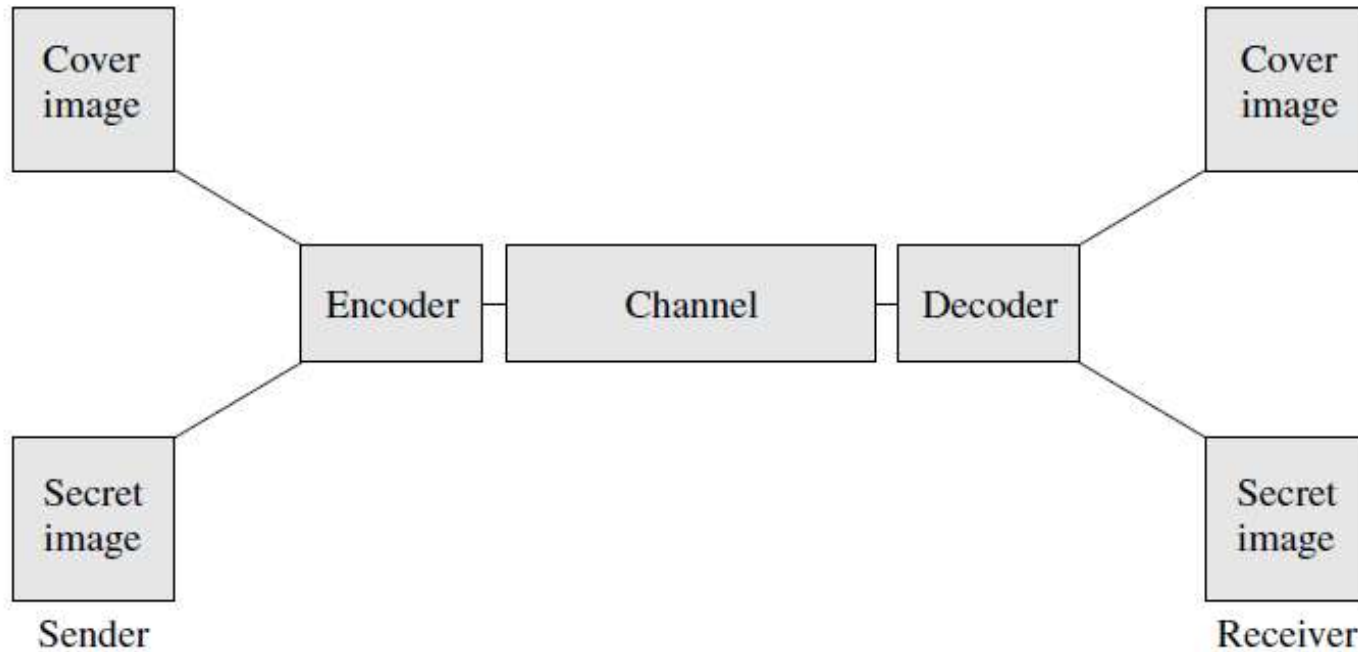 Cover
image
Cover
image
Encoder
Channel
Decoder
Secret
image
Secret
image
Sender
Receiver